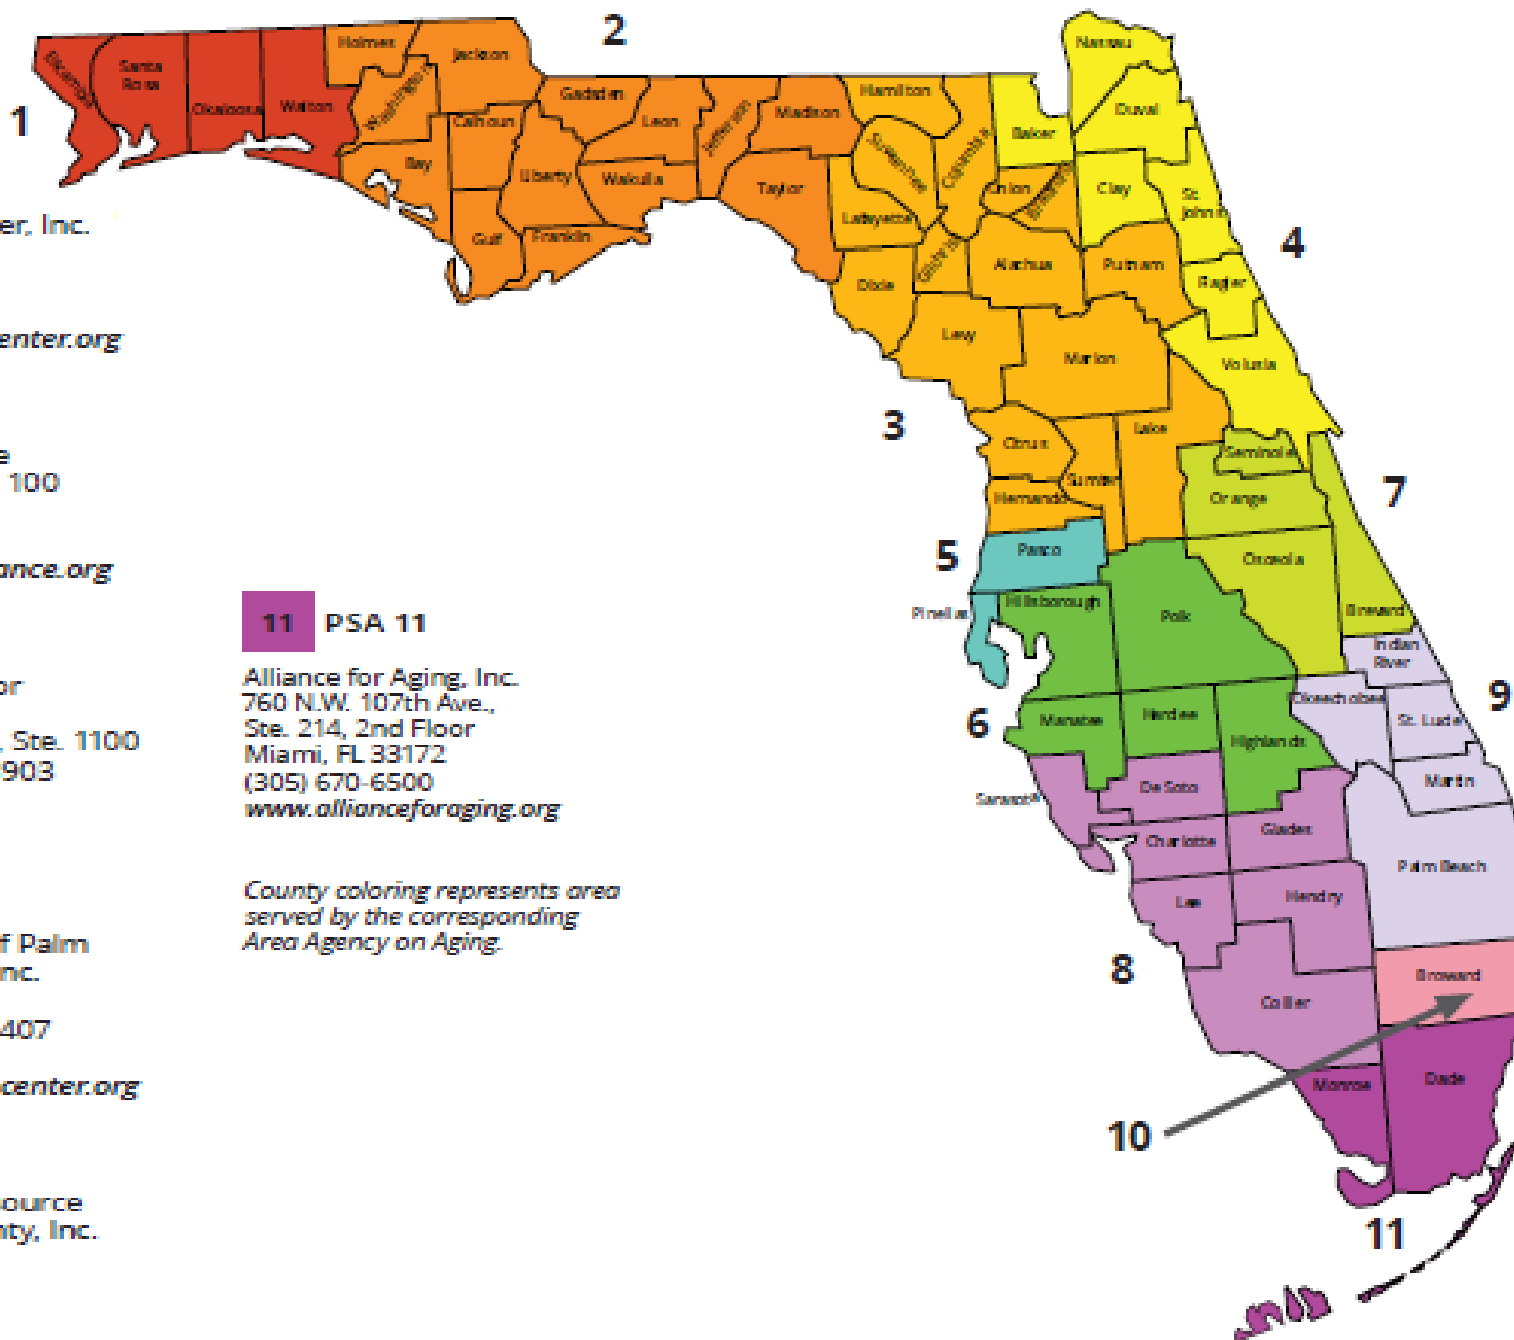 er, Inc.
enter.org
e
100
ance.org
or
, Ste. 1100
903
f Palm
nc.
407
center.org
ource
nty, Inc.
11 PSA 11
Alliance for Aging, Inc.
760 N.W. 107th Ave.,
Ste. 214, 2nd Floor
Miami, FL 33172
(305) 670-6500
www.allianceforaging.org
County coloring represents area
served by the corresponding
Area Agency on Aging.
1
2
3
4
5
6
7
8
9
10
11
Escambia
Santa
Rosa
Okaloosa
Walton
Holmes
Washington
Jackson
Bay
Calhoun
Gulf
Gadsden
Liberty
Franklin
Leon
Wakulla
Jefferson
Madison
Taylor
Hamilton
Suwannee
Lafayette
Columbia
Dixie
Gilchrist
Union
Bradford
Alachua
Putnam
Levy
Marion
Citrus
Hernando
Sumter
Lake
Nassau
Baker
Duval
Clay
St.
Johns
Flagler
Volusia
Pasco
Pinellas
Hillsborough
Polk
Manatee
Hardee
Highlands
Seminole
Orange
Osceola
Brevard
Sarasota
De Soto
Charlotte
Glades
Lee
Hendry
Collier
Indian
River
Okeechobee
St. Lucie
Martin
Palm Beach
Broward
Monroe
Dade